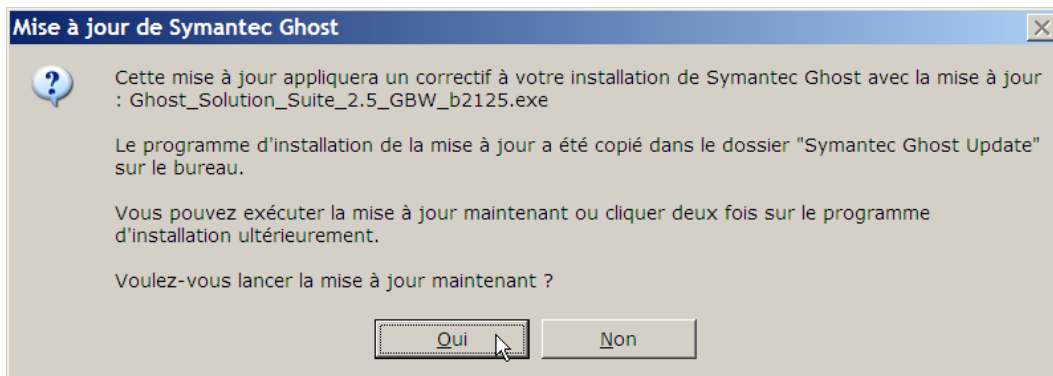 Mise à jour de Symantec Ghost
Cette mise à jour appliquera un correctif à votre installation de Symantec Ghost avec la mise à jour
: Ghost_Solution_Suite_2.5_GBW_b2125.exe
Le programme d'installation de la mise à jour a été copié dans le dossier "Symantec Ghost Update"
sur le bureau.
Vous pouvez exécuter la mise à jour maintenant ou cliquer deux fois sur le programme
d'installation ultérieurement.
Voulez-vous lancer la mise à jour maintenant ?
Oui
Non